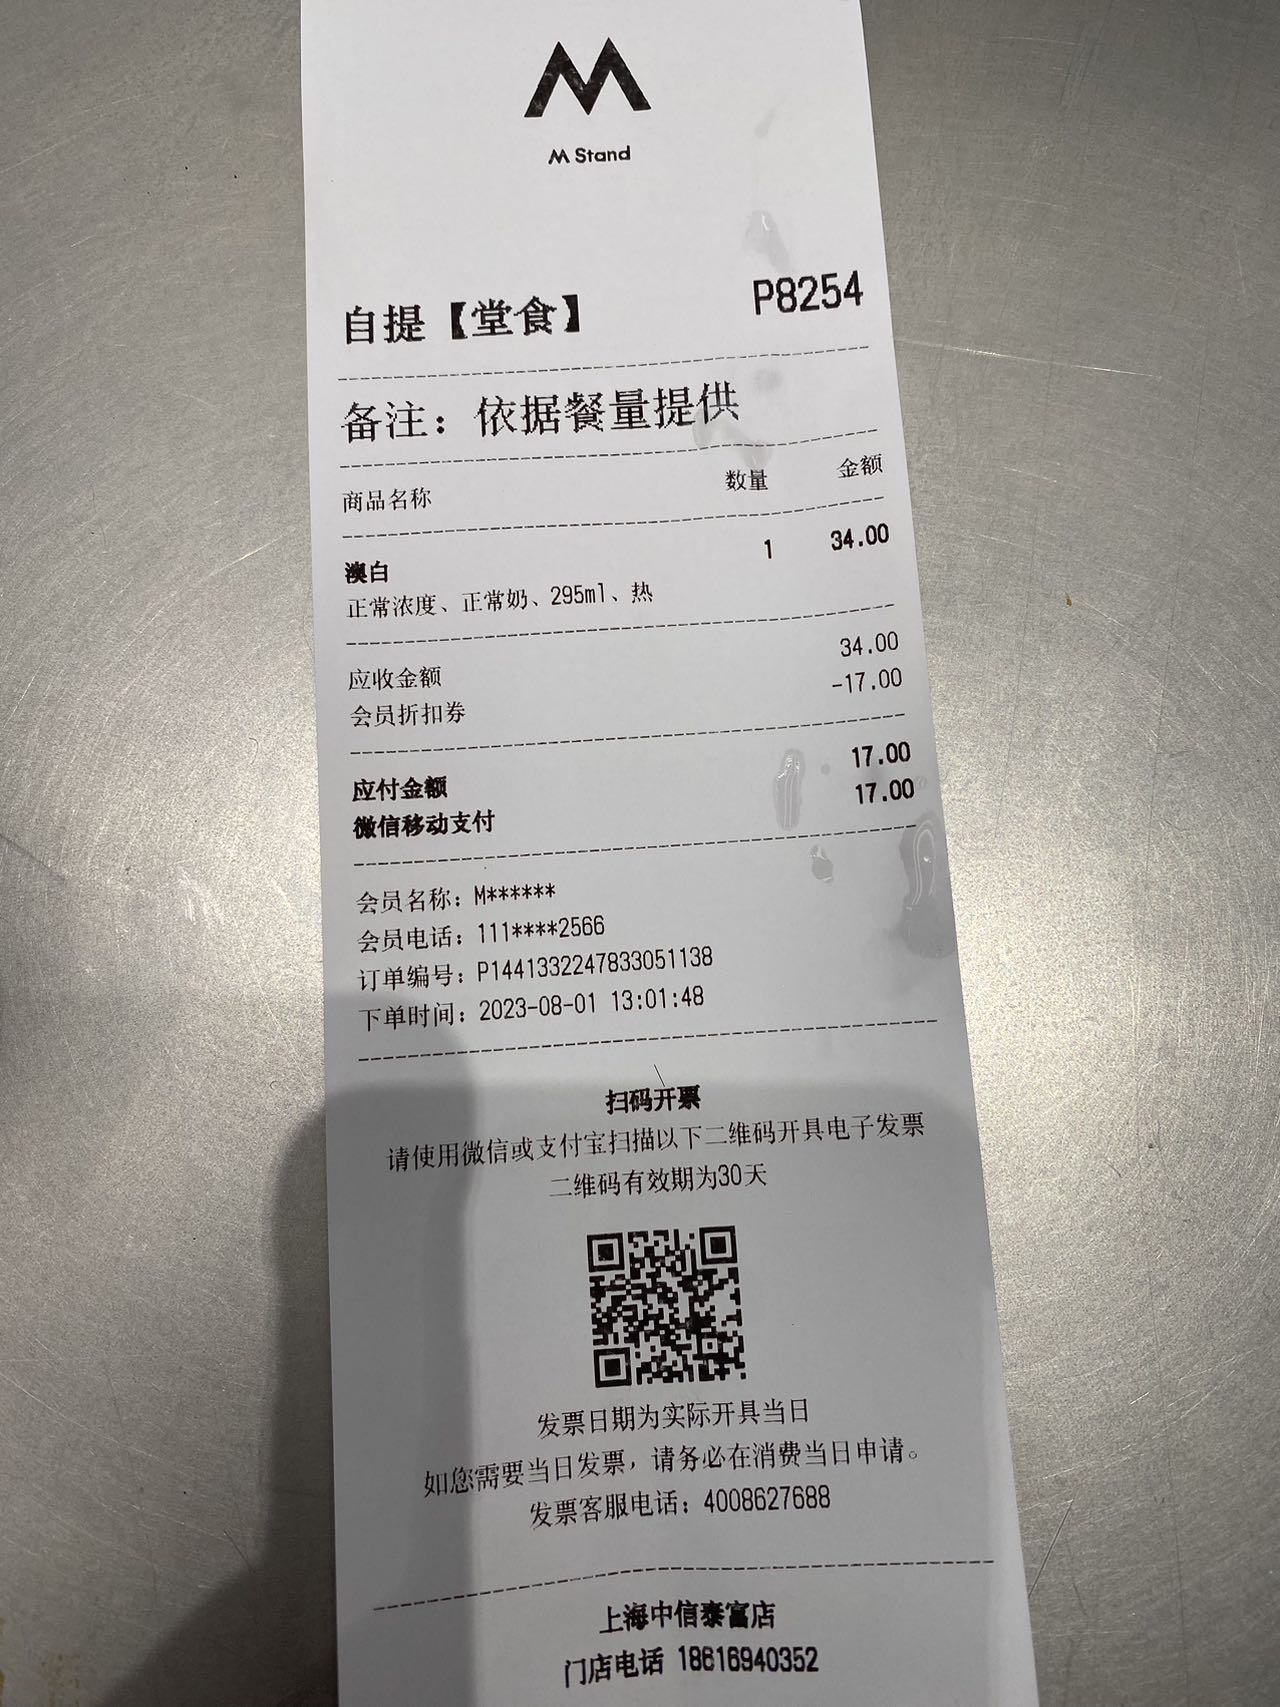 M Stand
自提【堂食】 P8254
备注：依据餐量提供
商品名称 数量 金额
澳白 1 34.00
正常浓度、正常奶、295ml、热
应收金额 34.00
会员折扣券 -17.00
应付金额 17.00
微信移动支付 17.00
会员名称：M******
会员电话：111****2566
订单编号：P1441332247833051138
下单时间：2023-08-01 13:01:48
扫码开票
请使用微信或支付宝扫描以下二维码开具电子发票
二维码有效期为30天
发票日期为实际开具当日
如您需要当日发票，请务必在消费当日申请。
发票客服电话：4008627688
上海中信泰富店
门店电话 18616940352